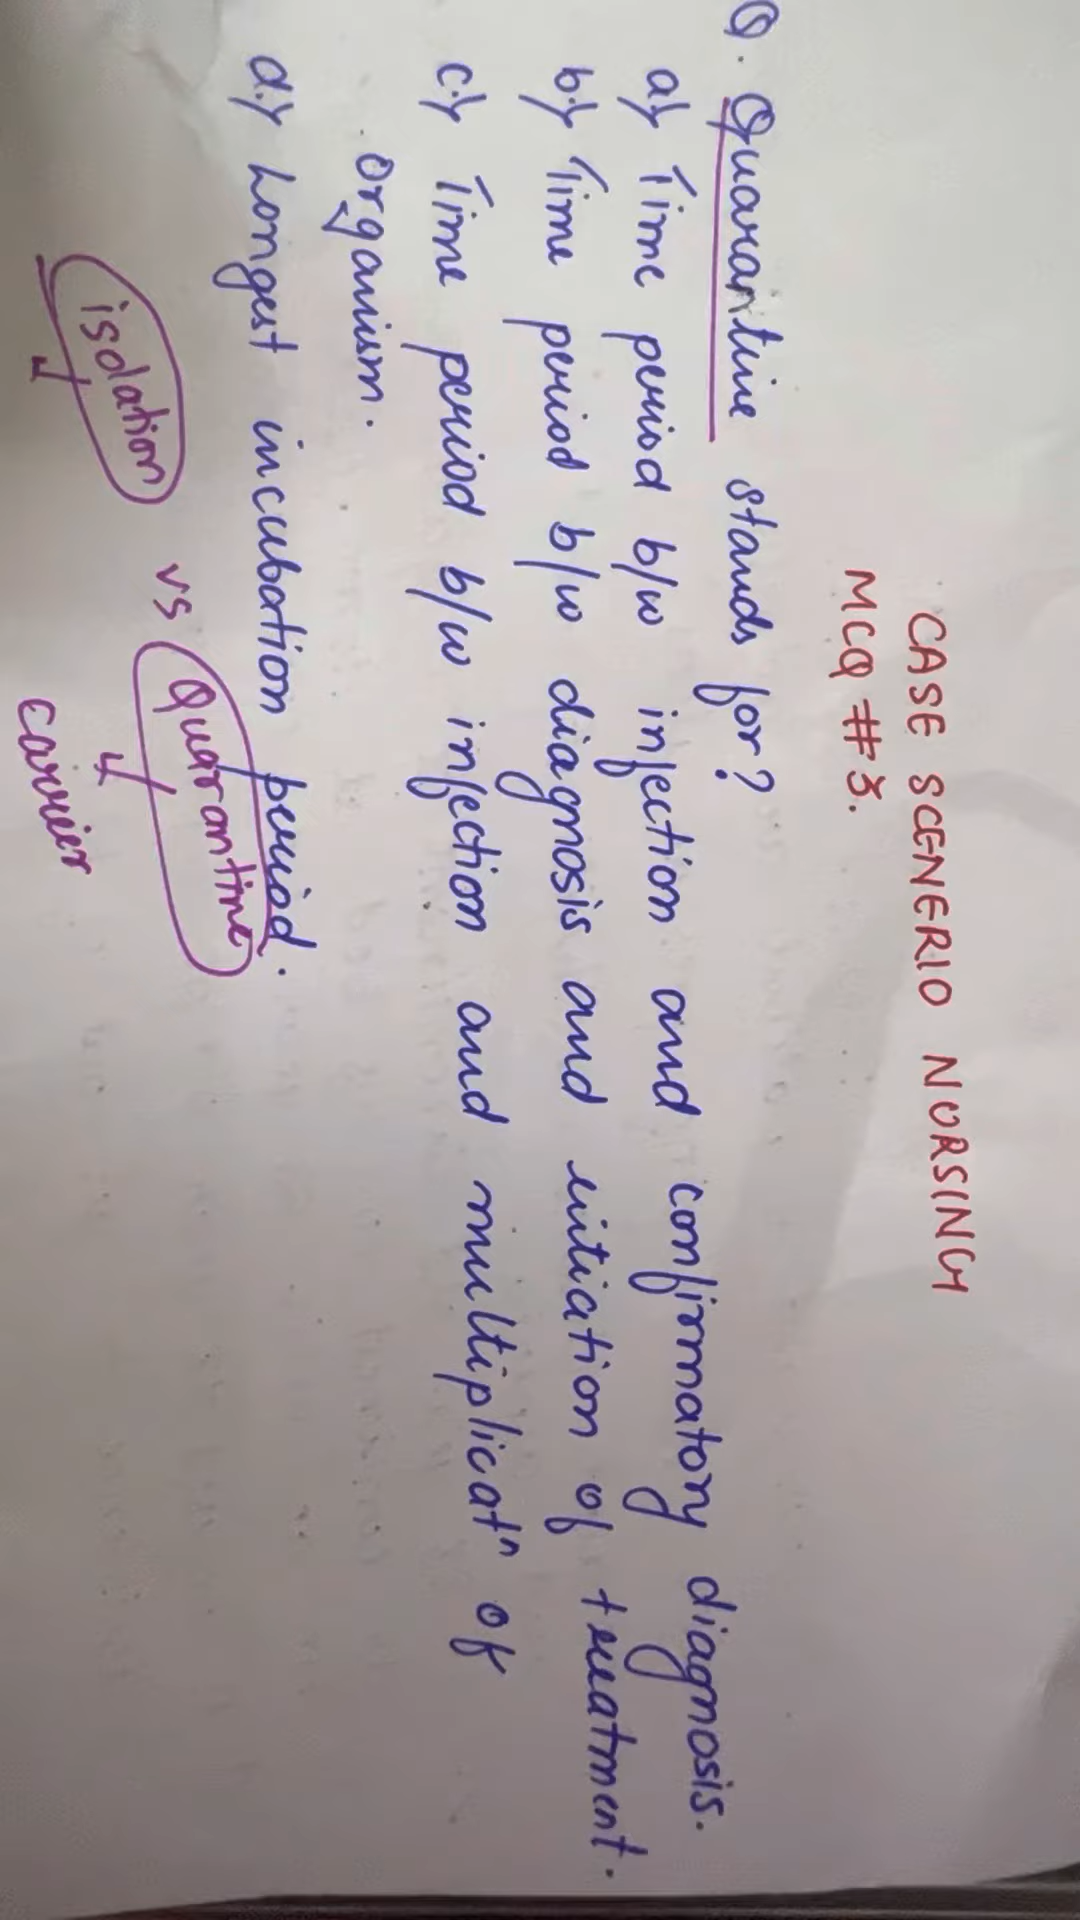 CASE SCENERIO NURSING
MCQ #3.
Q. Quarantine stands for?
a.} Time period b/w infection and confirmatory diagnosis.
b.} Time period b/w diagnosis and initiation of treatment.
c.} Time period b/w infection and multiplicatⁿ of
organism.
d.} Longest incubation period.
isolation vs Quarantine
carrier